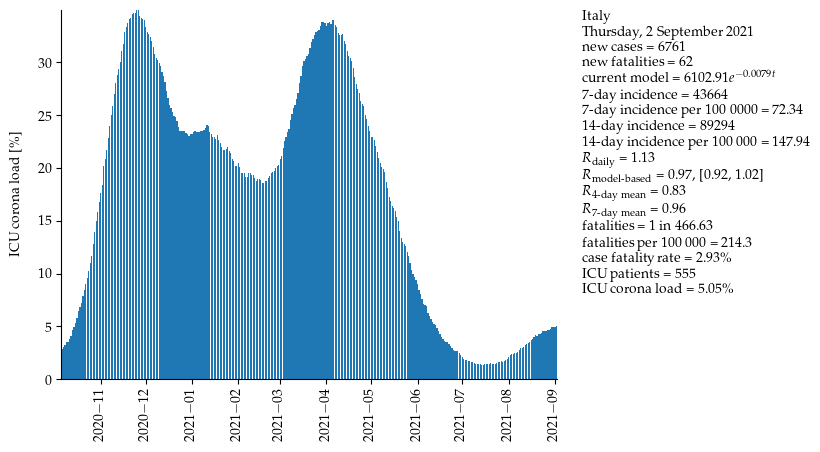 Italy
Thursday, 2 September 2021
new cases = 6761
new fatalities = 62
current model = 6102.91e^{−0.0079t}
7-day incidence = 43664
7-day incidence per 100 0000 = 72.34
14-day incidence = 89294
14-day incidence per 100 000 = 147.94
R_daily = 1.13
R_model-based = 0.97, [0.92, 1.02]
R_4-day mean = 0.83
R_7-day mean = 0.96
fatalities = 1 in 466.63
fatalities per 100 000 = 214.3
case fatality rate = 2.93%
ICU patients = 555
ICU corona load = 5.05%
ICU corona load [%]
30
25
20
15
10
5
0
2020−11
2020−12
2021−01
2021−02
2021−03
2021−04
2021−05
2021−06
2021−07
2021−08
2021−09